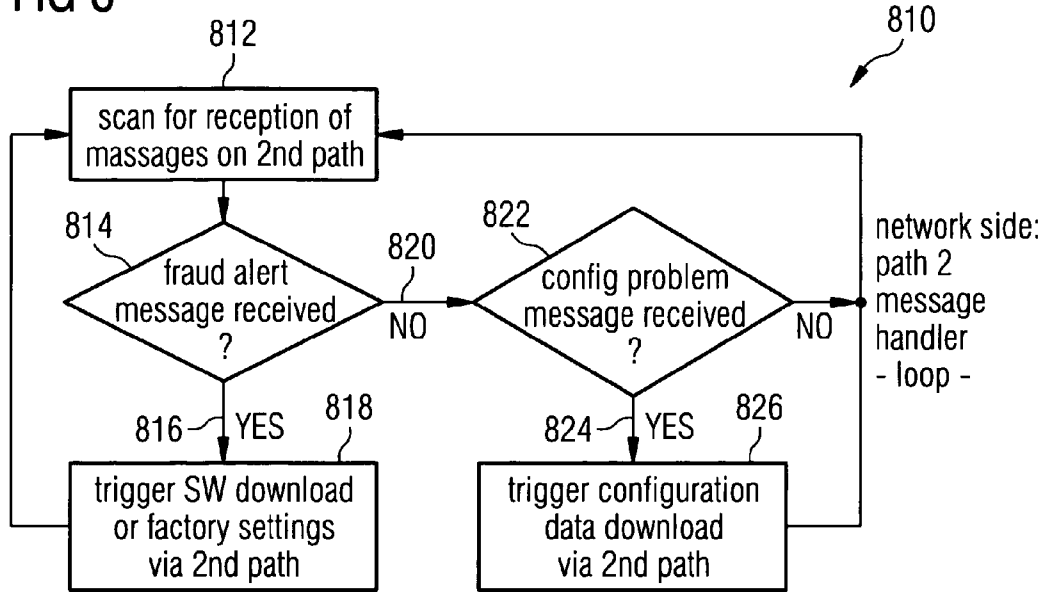 812
810
scan for reception of
massages on 2nd path
814
fraud alert
message received
?
820
NO
822
config problem
message received
?
NO
network side:
path 2
message
handler
- loop -
816
YES
818
trigger SW download
or factory settings
via 2nd path
824
YES
826
trigger configuration
data download
via 2nd path